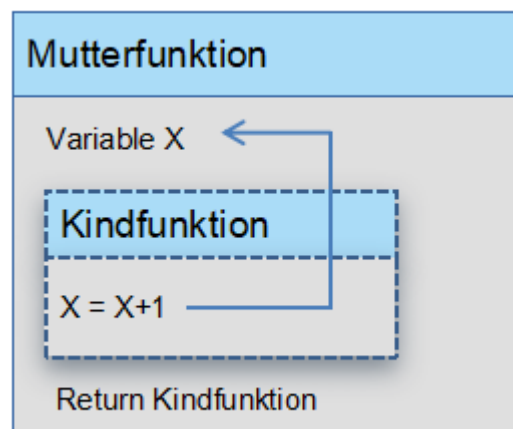 Mutterfunktion
Variable X
Kindfunktion
X = X+1
Return Kindfunktion